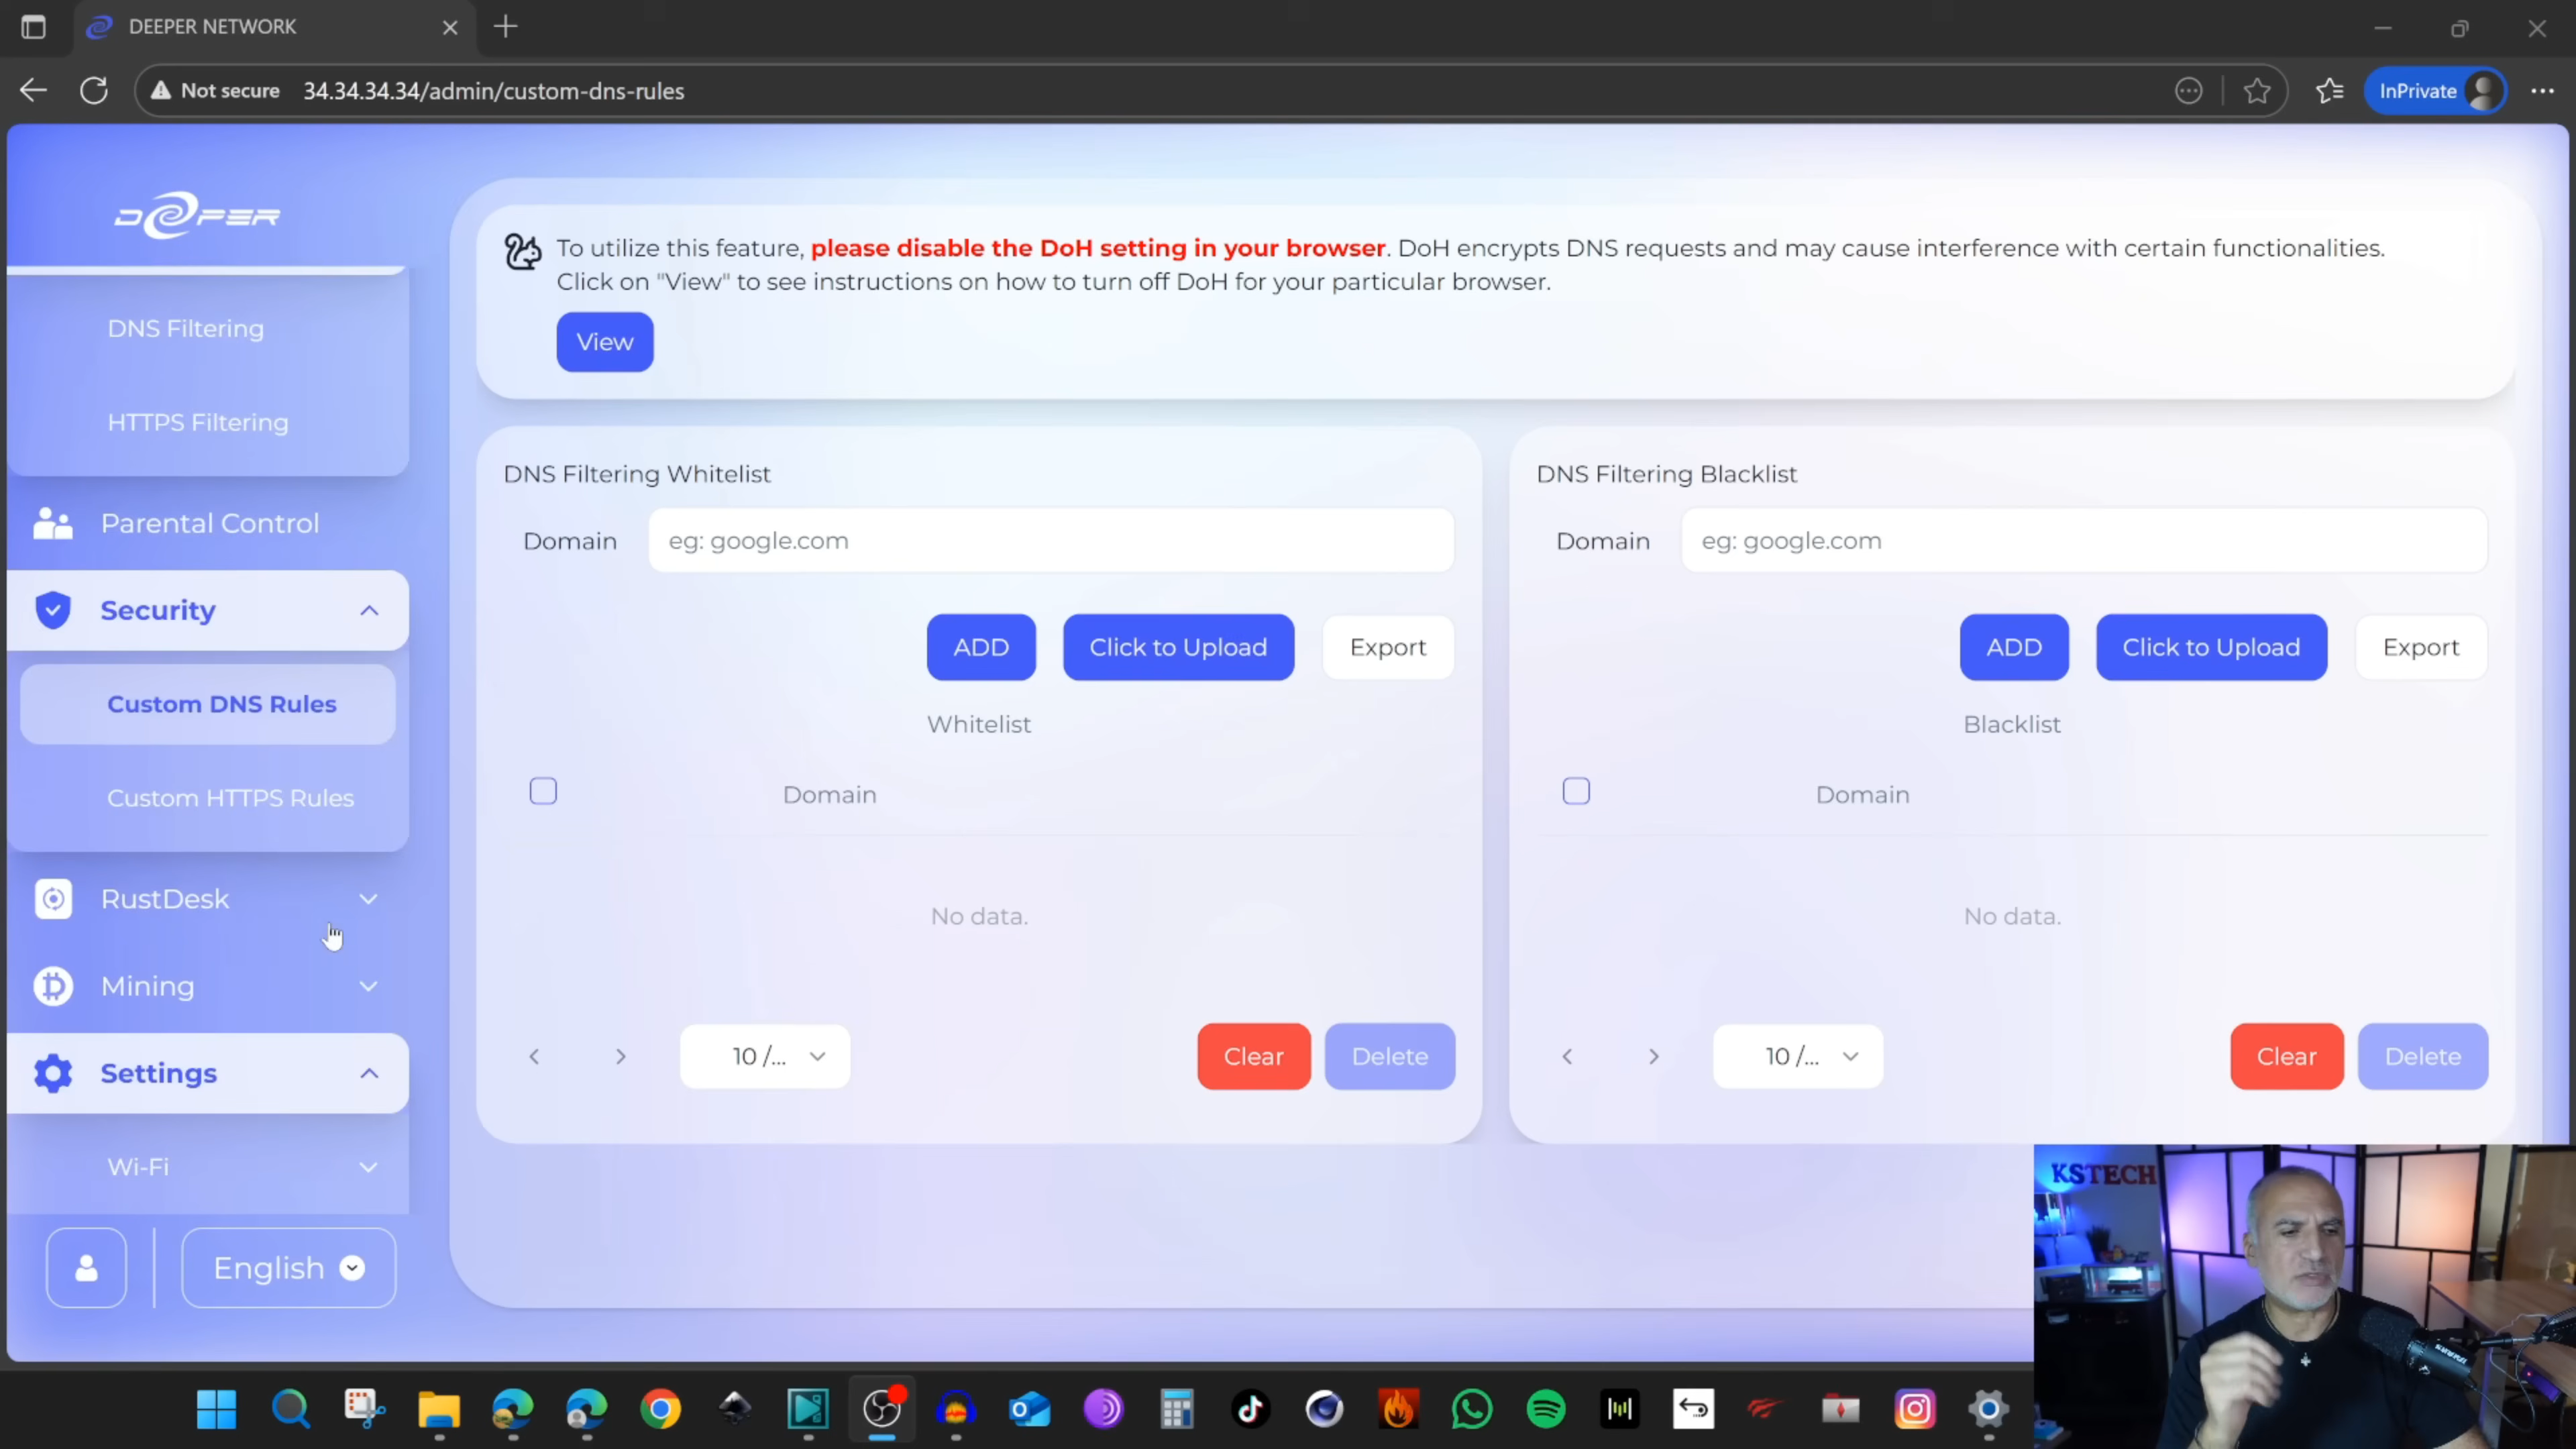 DEEPER NETWORK
Not secure 34.34.34.34/admin/custom-dns-rules
InPrivate
DEEPER
DNS Filtering
HTTPS Filtering
Parental Control
Security
Custom DNS Rules
Custom HTTPS Rules
RustDesk
Mining
Settings
Wi-Fi
English
To utilize this feature, please disable the DoH setting in your browser. DoH encrypts DNS requests and may cause interference with certain functionalities.
Click on "View" to see instructions on how to turn off DoH for your particular browser.
View
DNS Filtering Whitelist
Domain eg: google.com
ADD Click to Upload Export
Whitelist
Domain
No data.
10 /...
Clear Delete
DNS Filtering Blacklist
Domain eg: google.com
ADD Click to Upload Export
Blacklist
Domain
No data.
10 /...
Clear Delete
KSTECH